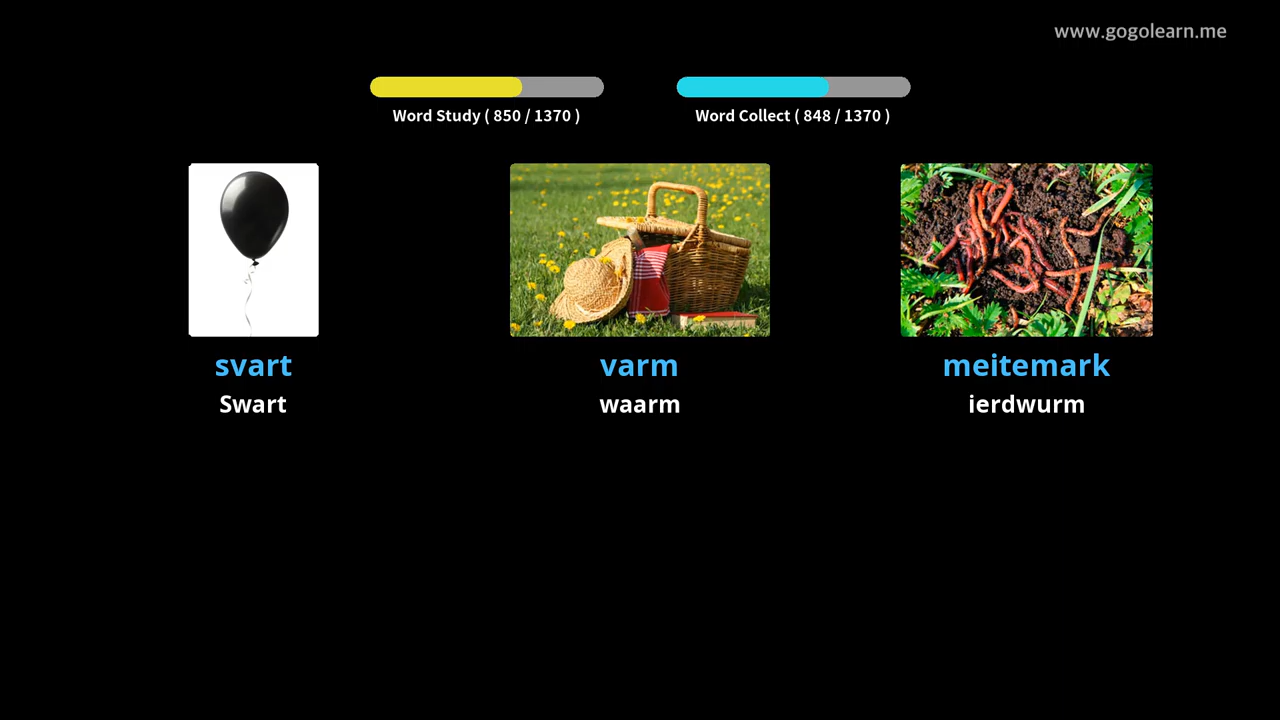 www.gogolearn.me
Word Study ( 850 / 1370 )
Word Collect ( 848 / 1370 )
svart
varm
meitemark
Swart
waarm
ierdwurm